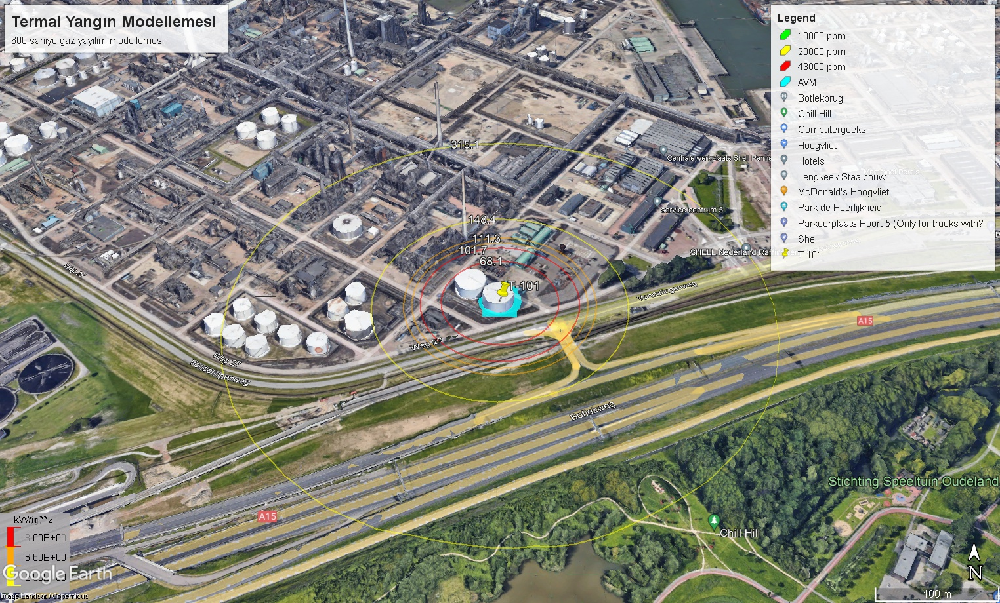 Termal Yangın Modellemesi
600 saniye gaz yayılım modellemesi
Legend
10000 ppm
20000 ppm
43000 ppm
AVM
Botlekbrug
Chill Hill
Computergeeks
Hoogvliet
Hotels
Lengkeek Staalbouw
McDonald's Hoogvliet
Park de Heerlijkheid
Parkeerplaats Poort 5 (Only for trucks with?
Shell
T-101
315.1
Centrale werkplaats Shell Pernis
service centrum 5
148.4
111.3
101.7
68.1
SHELL Nederland Raffin
T-101
Weg 27
Vondelingenweg
A15
Weg 27
Weg 27
Vondelingenweg
Botlekweg
Stichting Speeltuin Oudeland
A15
Chill Hill
kW/m**2
1.00E+01
5.00E+00
Google Earth
Image Landsat / Copernicus
N
100 m